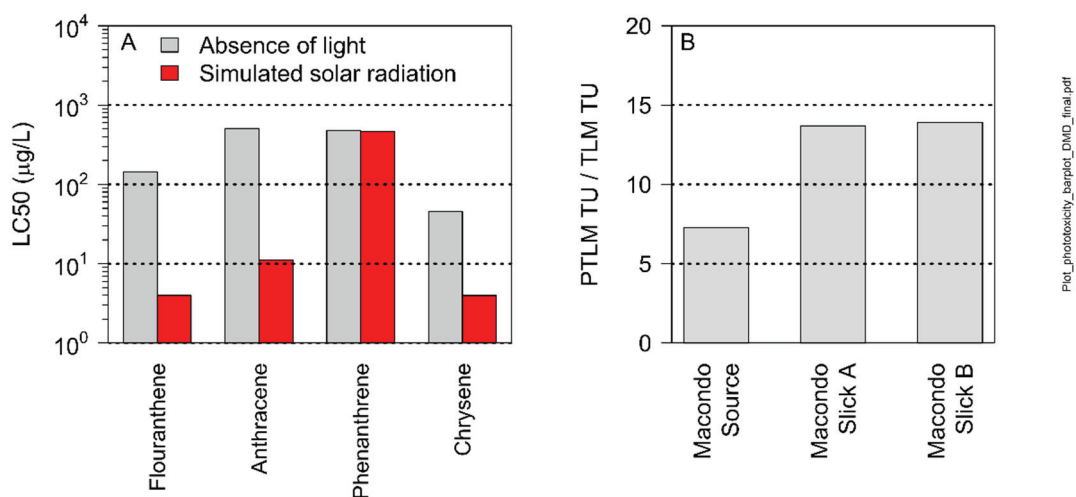 A
Absence of light
Simulated solar radiation
LC50 (µg/L)
10⁴
10³
10²
10¹
10⁰
Flouranthene
Anthracene
Phenanthrene
Chrysene
B
PTLM TU / TLM TU
20
15
10
5
0
Macondo
Source
Macondo
Slick A
Macondo
Slick B
Plot_phototoxicity_barplot_DMD_final.pdf